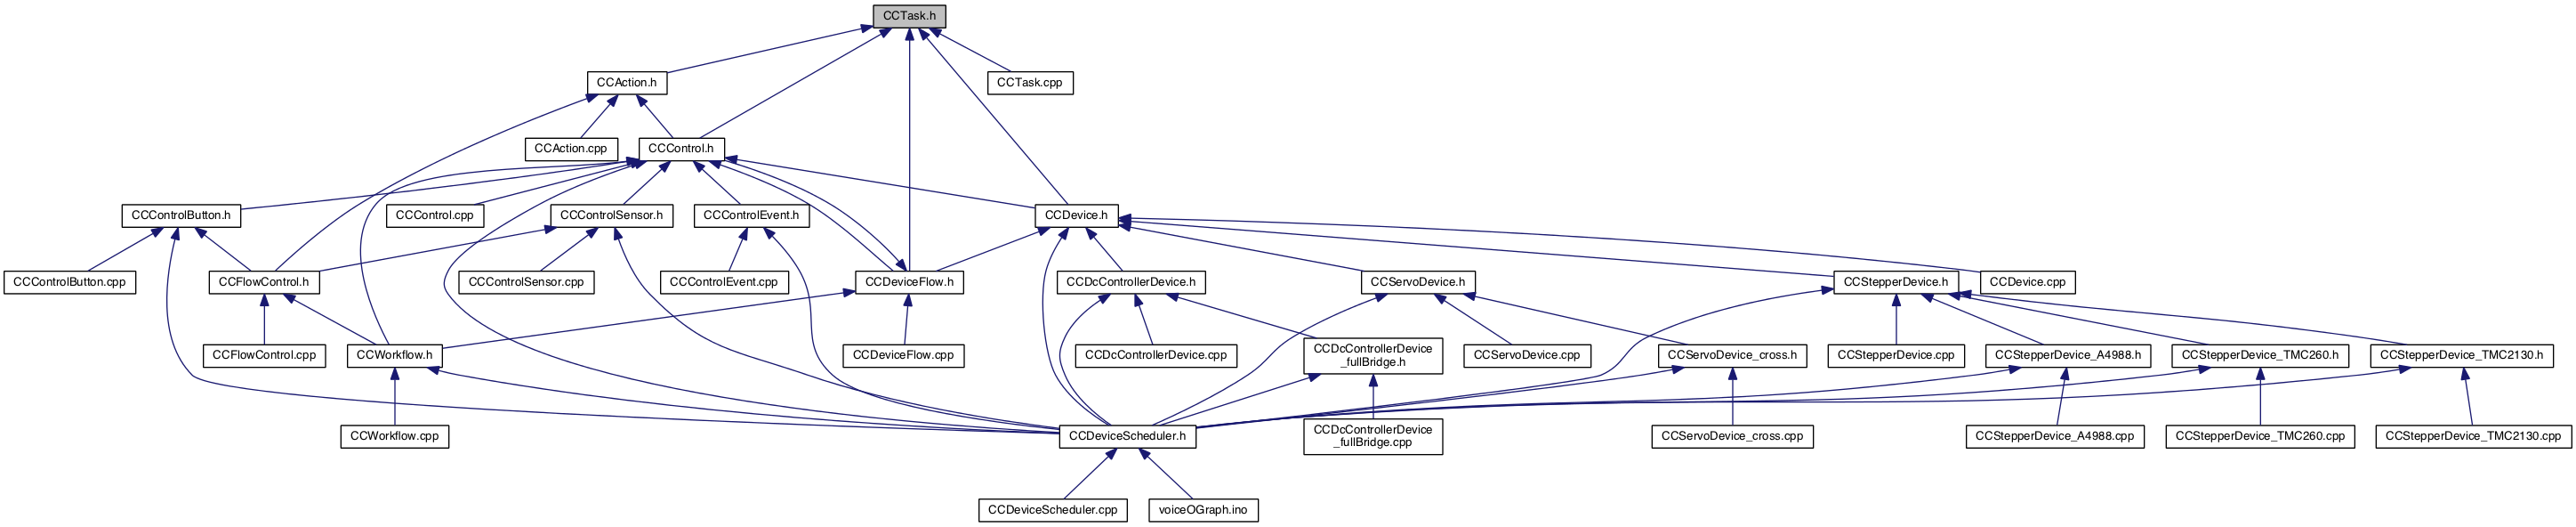 CCTask.h
CCAction.h
CCTask.cpp
CCAction.cpp
CCControl.h
CCControlButton.h
CCControl.cpp
CCControlSensor.h
CCControlEvent.h
CCDevice.h
CCControlButton.cpp
CCFlowControl.h
CCControlSensor.cpp
CCControlEvent.cpp
CCDeviceFlow.h
CCDcControllerDevice.h
CCServoDevice.h
CCStepperDevice.h
CCDevice.cpp
CCFlowControl.cpp
CCWorkflow.h
CCDeviceFlow.cpp
CCDcControllerDevice.cpp
CCDcControllerDevice
_fullBridge.h
CCServoDevice.cpp
CCServoDevice_cross.h
CCStepperDevice.cpp
CCStepperDevice_A4988.h
CCStepperDevice_TMC260.h
CCStepperDevice_TMC2130.h
CCWorkflow.cpp
CCDeviceScheduler.h
CCDcControllerDevice
_fullBridge.cpp
CCServoDevice_cross.cpp
CCStepperDevice_A4988.cpp
CCStepperDevice_TMC260.cpp
CCStepperDevice_TMC2130.cpp
CCDeviceScheduler.cpp
voiceOGraph.ino